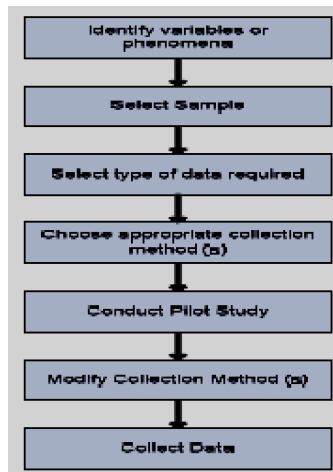 Identify variables or
phenomena
Select Sample
Select type of data required
Choose appropriate collection
method (s)
Conduct Pilot Study
Modify Collection Method (s)
Collect Data